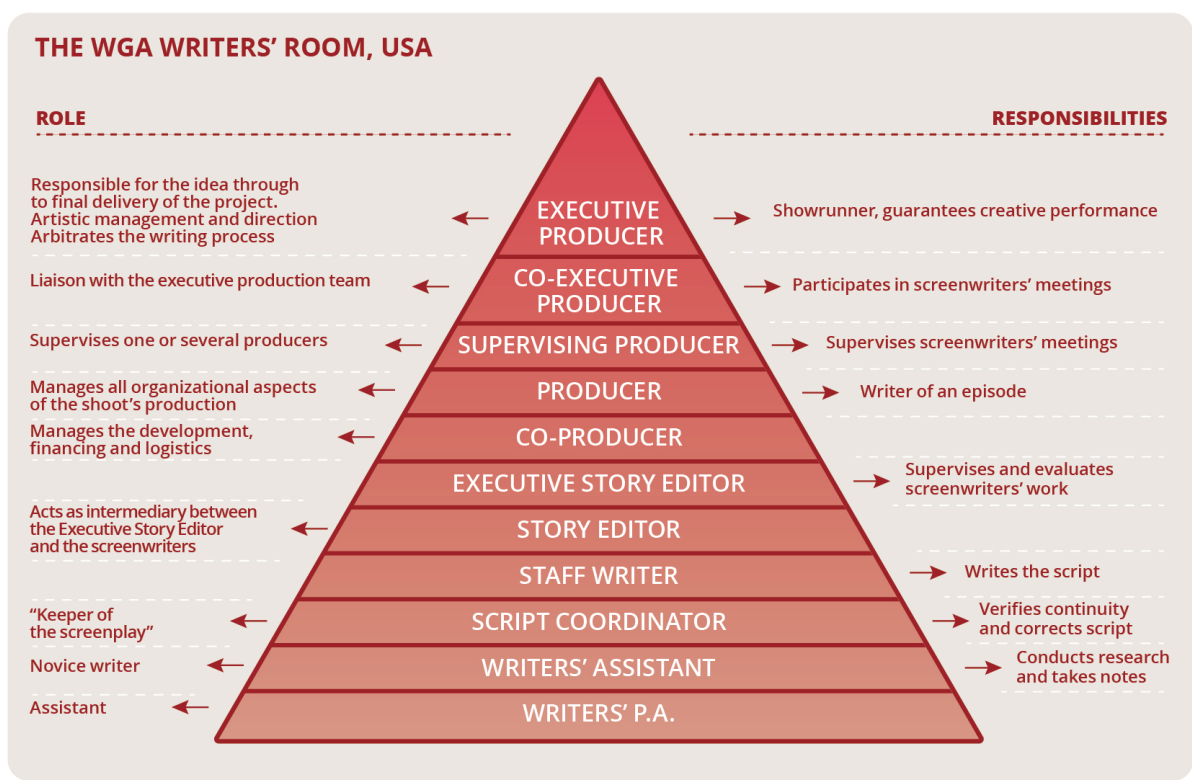 THE WGA WRITERS’ ROOM, USA
ROLE
RESPONSIBILITIES
Responsible for the idea through
to final delivery of the project.
Artistic management and direction
Arbitrates the writing process
EXECUTIVE
PRODUCER
Showrunner, guarantees creative performance
Liaison with the executive production team
CO-EXECUTIVE
PRODUCER
Participates in screenwriters’ meetings
Supervises one or several producers
SUPERVISING PRODUCER
Supervises screenwriters’ meetings
Manages all organizational aspects
of the shoot’s production
PRODUCER
Writer of an episode
Manages the development,
financing and logistics
CO-PRODUCER
EXECUTIVE STORY EDITOR
Supervises and evaluates
screenwriters’ work
Acts as intermediary between
the Executive Story Editor
and the screenwriters
STORY EDITOR
STAFF WRITER
Writes the script
“Keeper of
the screenplay”
SCRIPT COORDINATOR
Verifies continuity
and corrects script
Novice writer
WRITERS’ ASSISTANT
Conducts research
and takes notes
Assistant
WRITERS’ P.A.